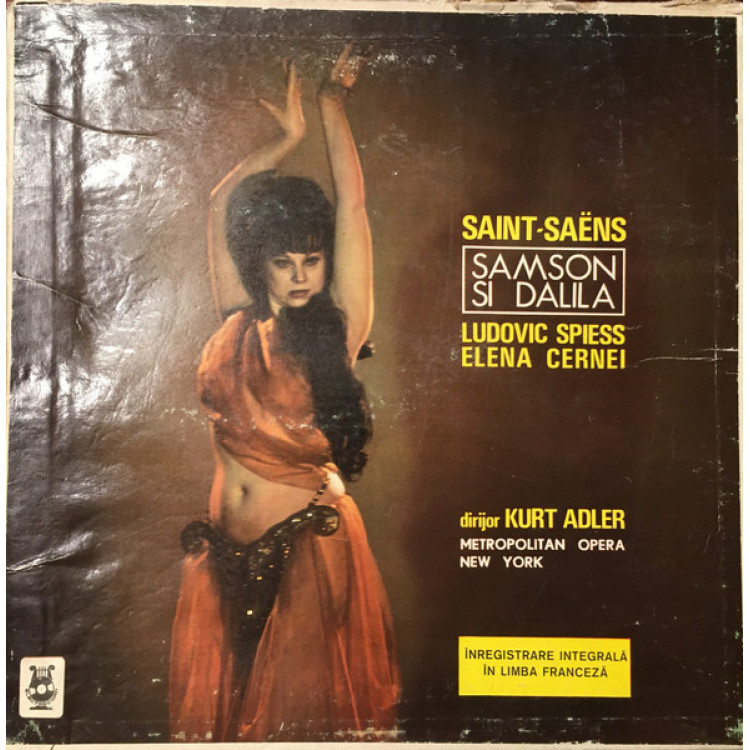 SAINT-SAËNS
SAMSON
SI DALILA
LUDOVIC SPIESS
ELENA CERNEI
dirijor KURT ADLER
METROPOLITAN OPERA
NEW YORK
ÎNREGISTRARE INTEGRALĂ
ÎN LIMBA FRANCEZĂ